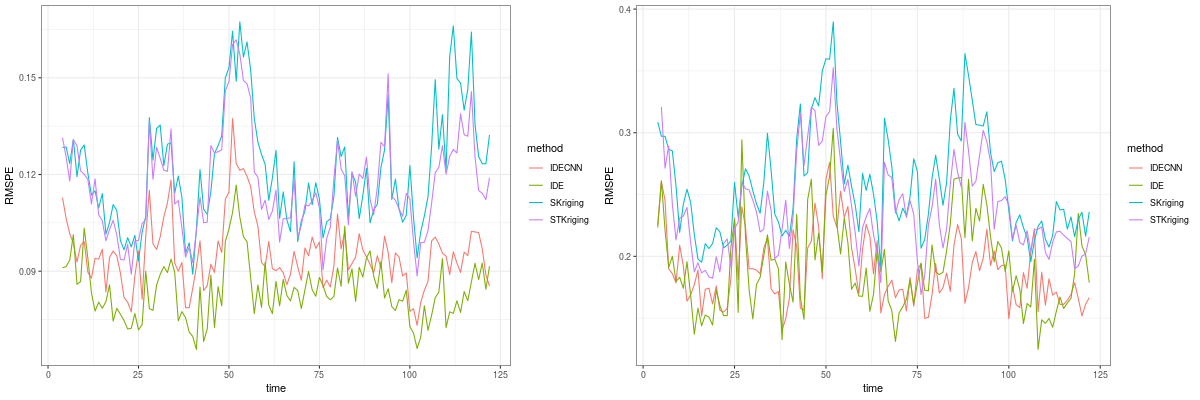 RMSPE
0.15
0.12
0.09
0
25
50
75
100
125
time
method
IDECNN
IDE
SKriging
STKriging
RMSPE
0.4
0.3
0.2
0
25
50
75
100
125
time
method
IDECNN
IDE
SKriging
STKriging